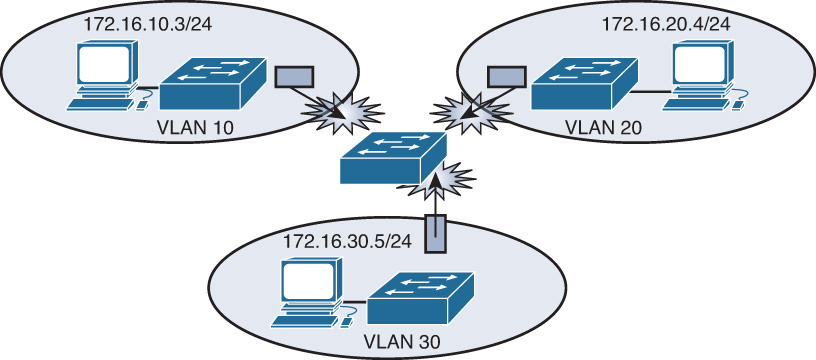 172.16.10.3/24
VLAN 10
172.16.20.4/24
VLAN 20
172.16.30.5/24
VLAN 30